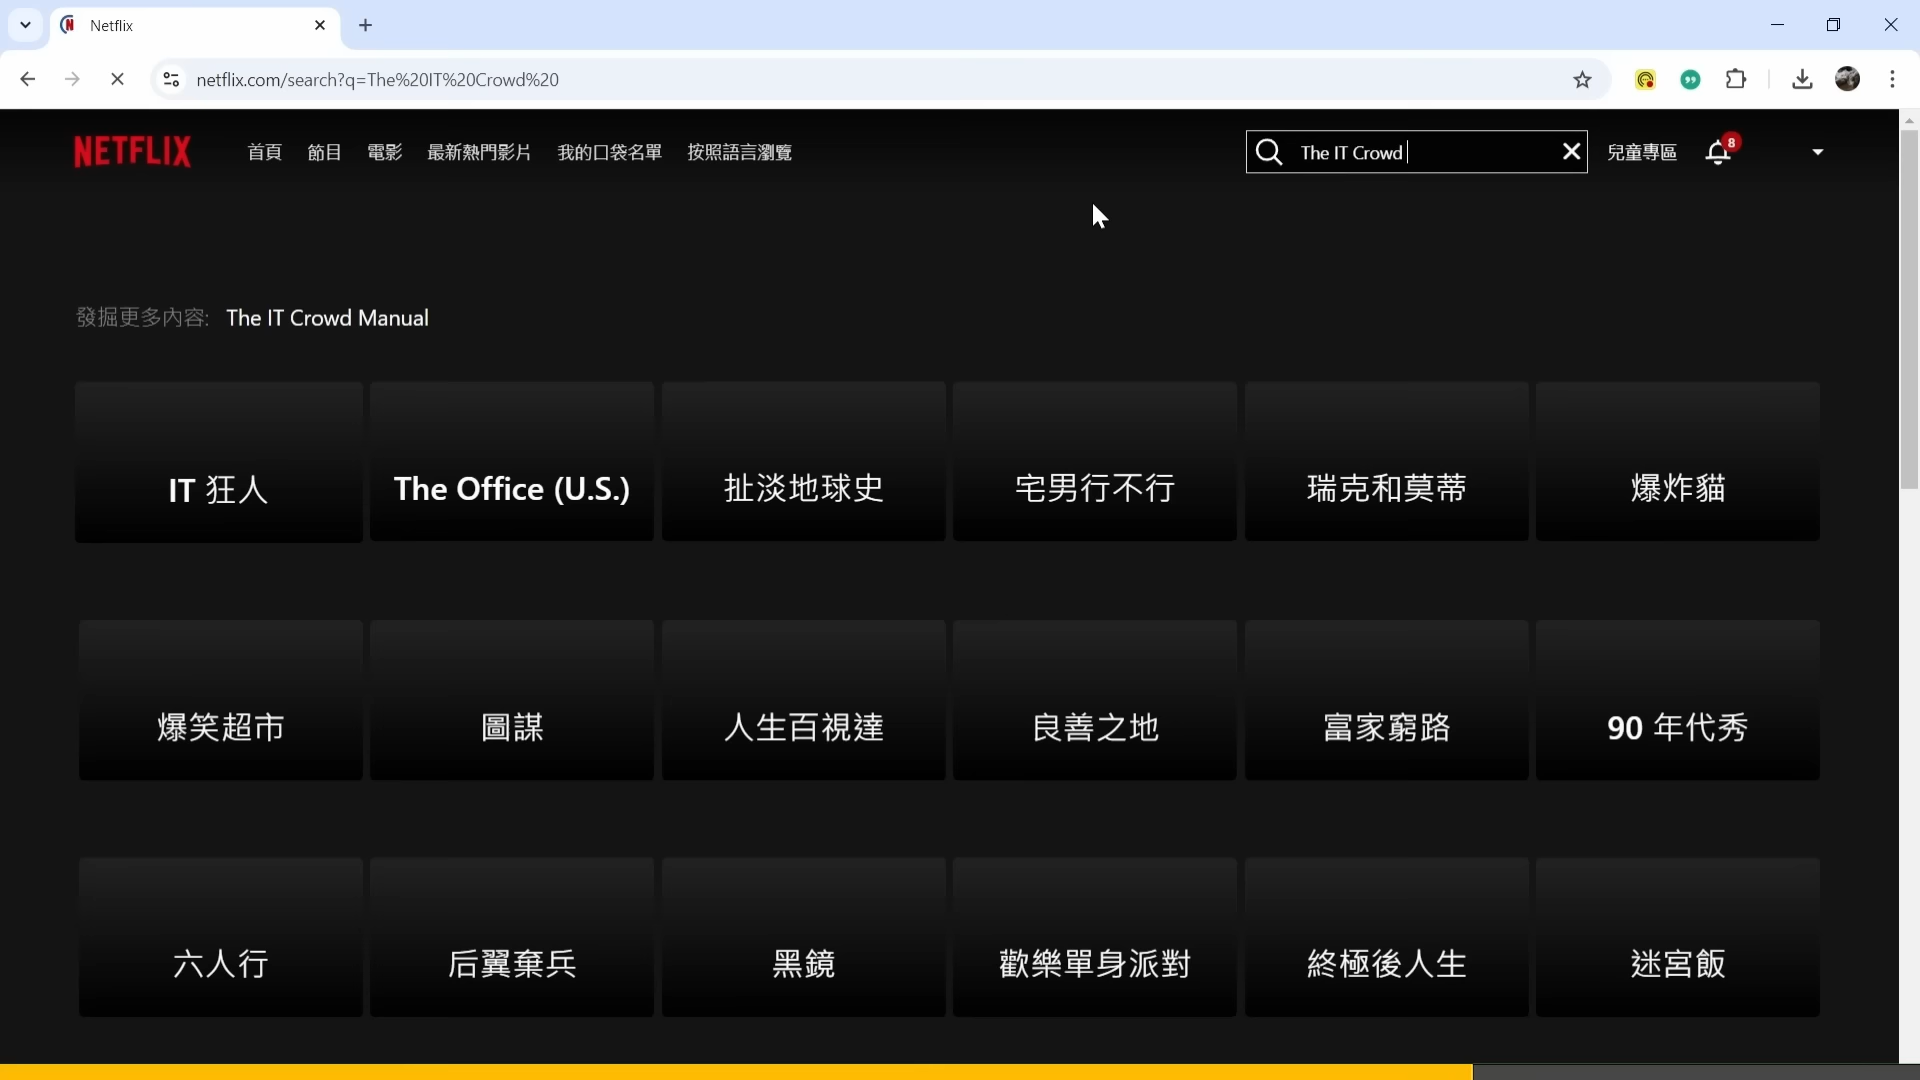 Netflix
netflix.com/search?q=The%20IT%20Crowd%20
NETFLIX 首頁 節目 電影 最新熱門影片 我的口袋名單 按照語言瀏覽 The IT Crowd 兒童專區 8
發掘更多內容: The IT Crowd Manual
IT 狂人 The Office (U.S.) 扯淡地球史 宅男行不行 瑞克和莫蒂 爆炸貓
爆笑超市 圖謀 人生百視達 良善之地 富家窮路 90 年代秀
六人行 后翼棄兵 黑鏡 歡樂單身派對 終極後人生 迷宮飯